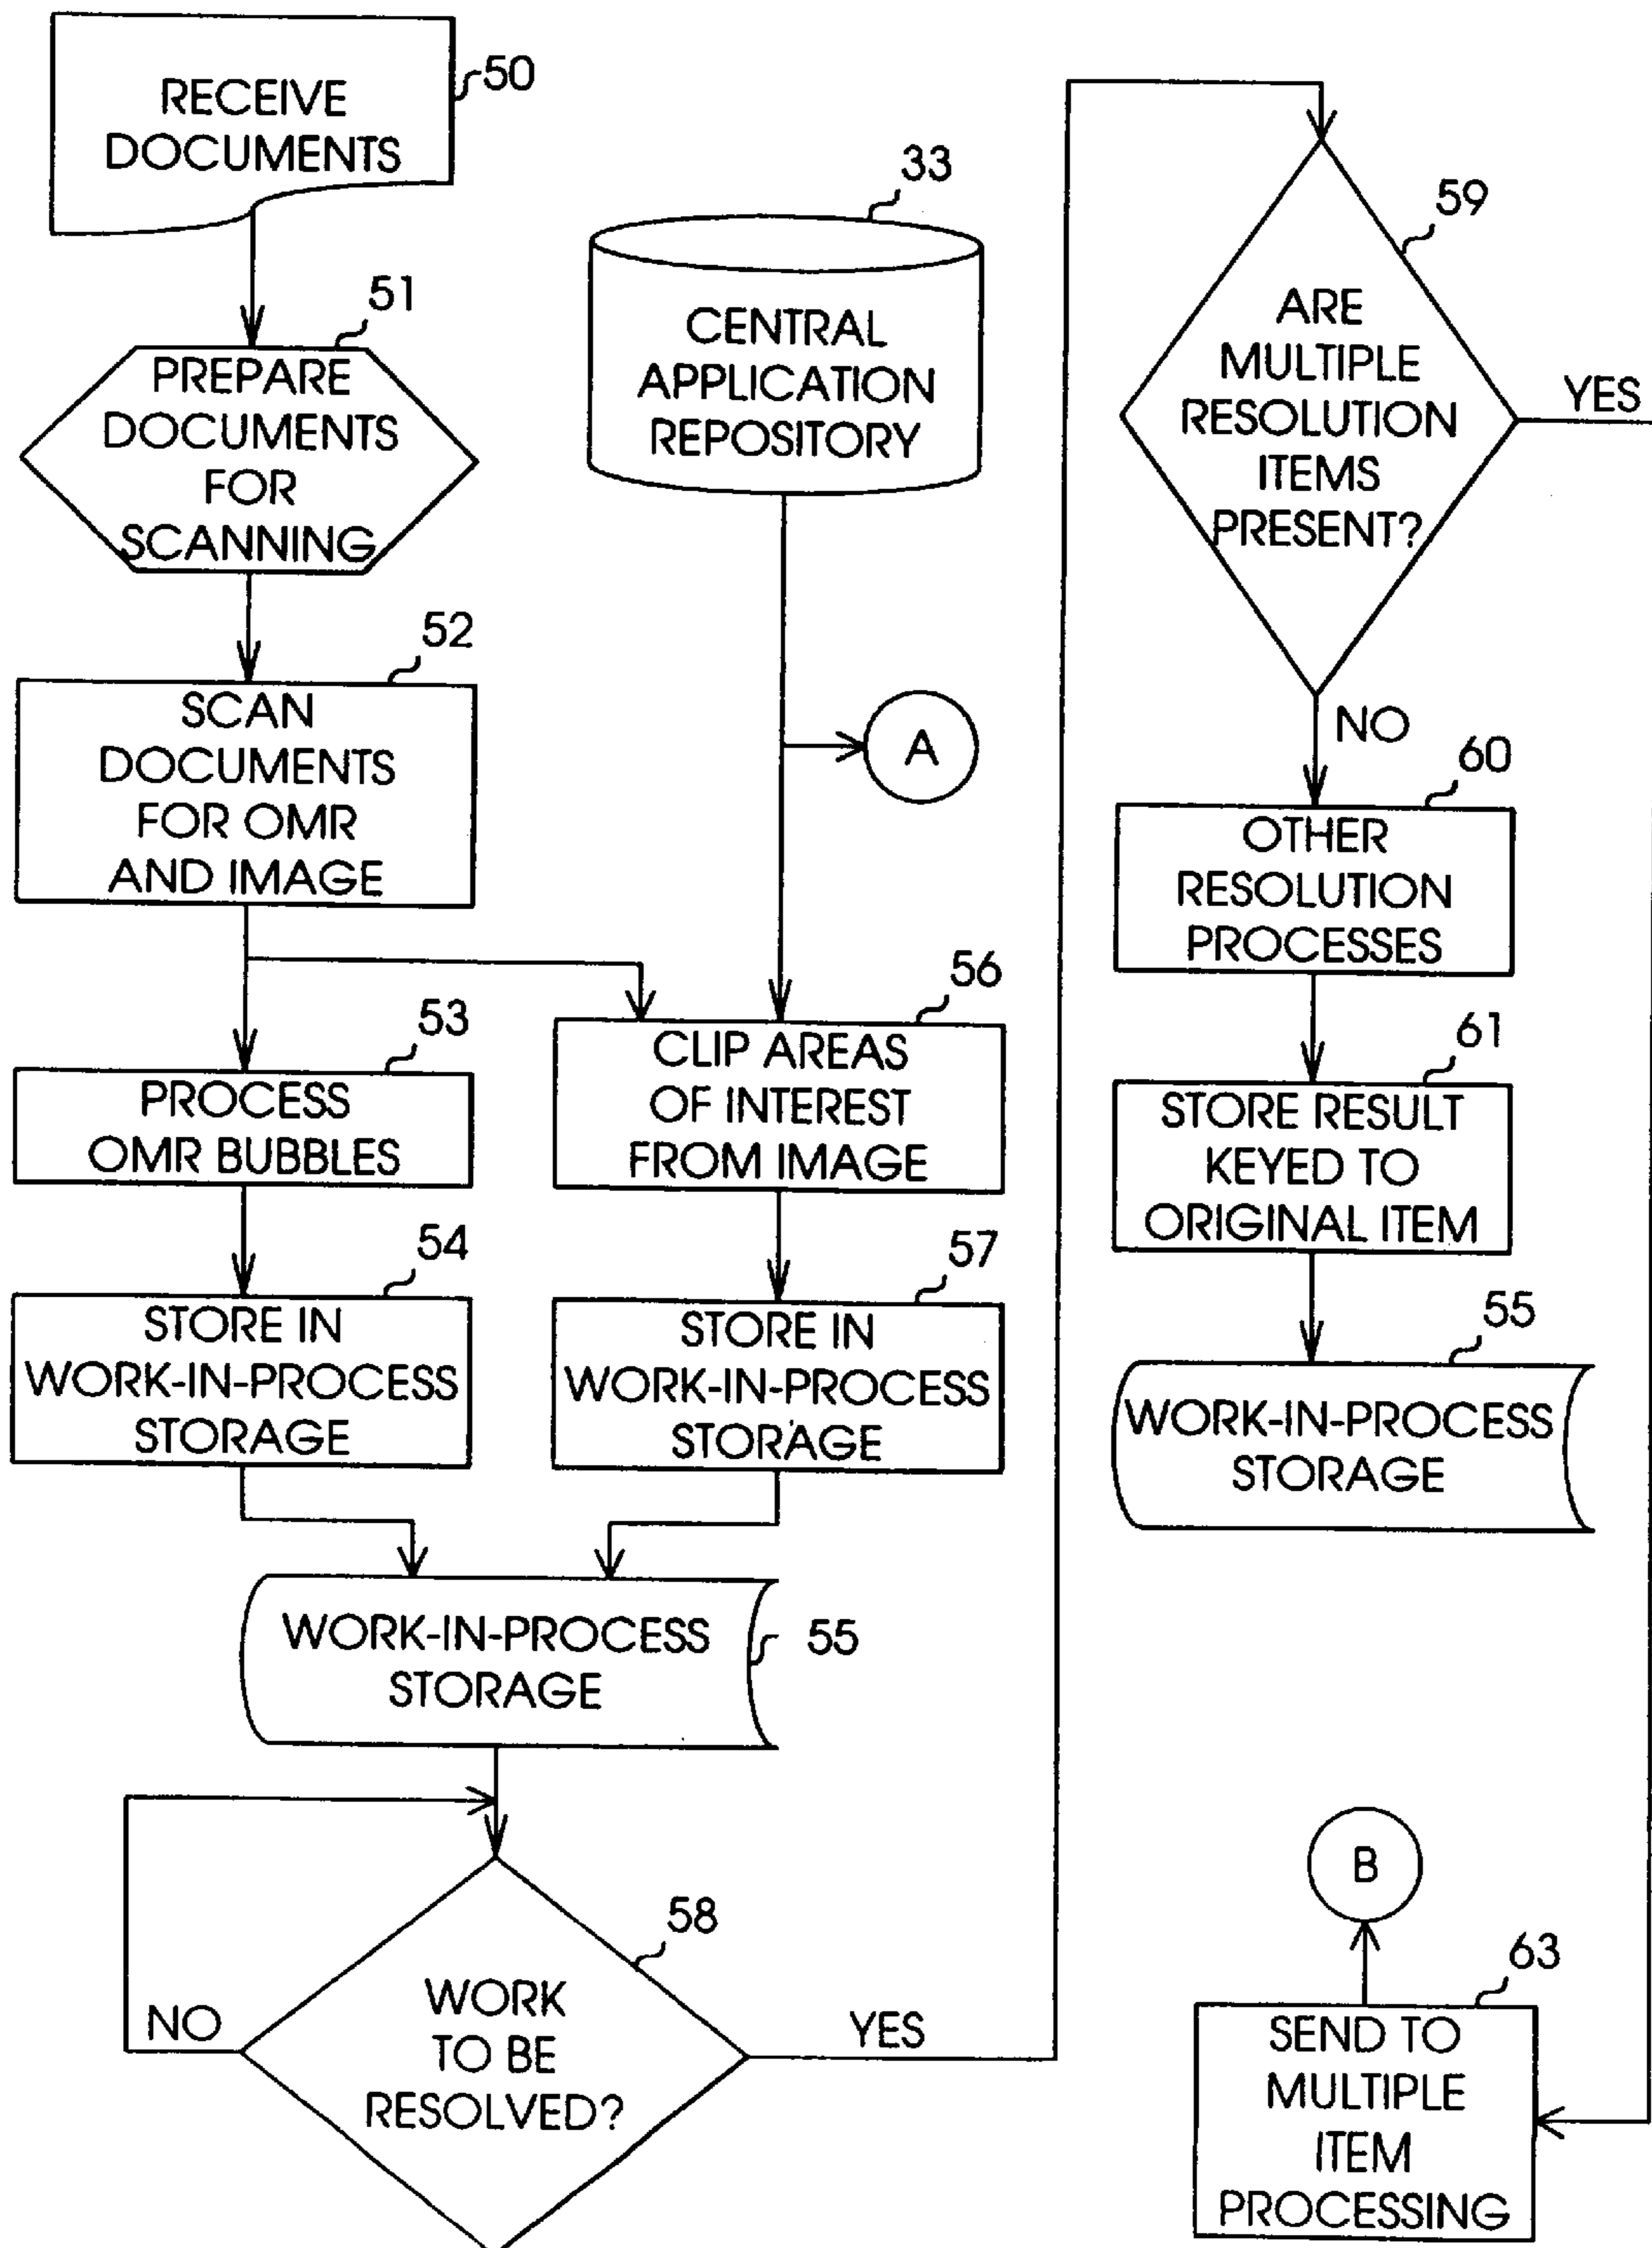 50
RECEIVE
DOCUMENTS
51
PREPARE
DOCUMENTS
FOR
SCANNING
52
SCAN
DOCUMENTS
FOR OMR
AND IMAGE
53
PROCESS
OMR BUBBLES
54
STORE IN
WORK-IN-PROCESS
STORAGE
33
CENTRAL
APPLICATION
REPOSITORY
A
56
CLIP AREAS
OF INTEREST
FROM IMAGE
57
STORE IN
WORK-IN-PROCESS
STORAGE
WORK-IN-PROCESS
STORAGE
55
58
WORK
TO BE
RESOLVED?
NO
YES
59
ARE
MULTIPLE
RESOLUTION
ITEMS
PRESENT?
YES
NO
60
OTHER
RESOLUTION
PROCESSES
61
STORE RESULT
KEYED TO
ORIGINAL ITEM
55
WORK-IN-PROCESS
STORAGE
B
63
SEND TO
MULTIPLE
ITEM
PROCESSING